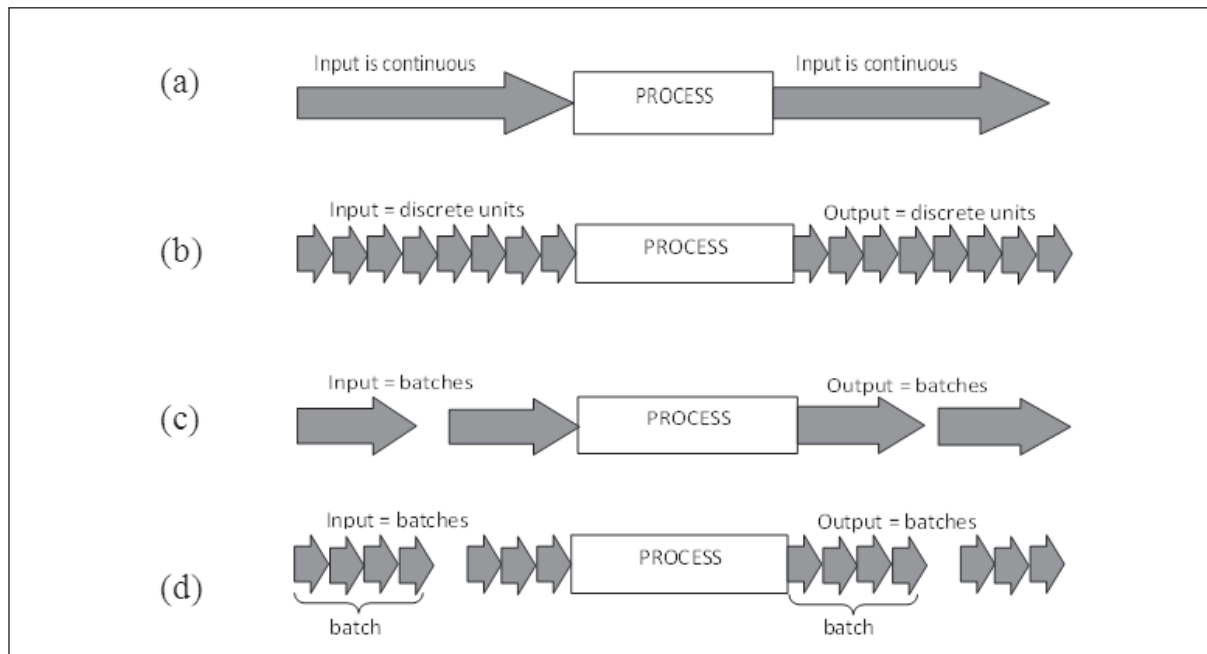 Input is continuous
Input is continuous
(a)
PROCESS
Input = discrete units
Output = discrete units
(b)
PROCESS
Input = batches
Output = batches
(c)
PROCESS
Input = batches
Output = batches
PROCESS
(d)
batch
batch